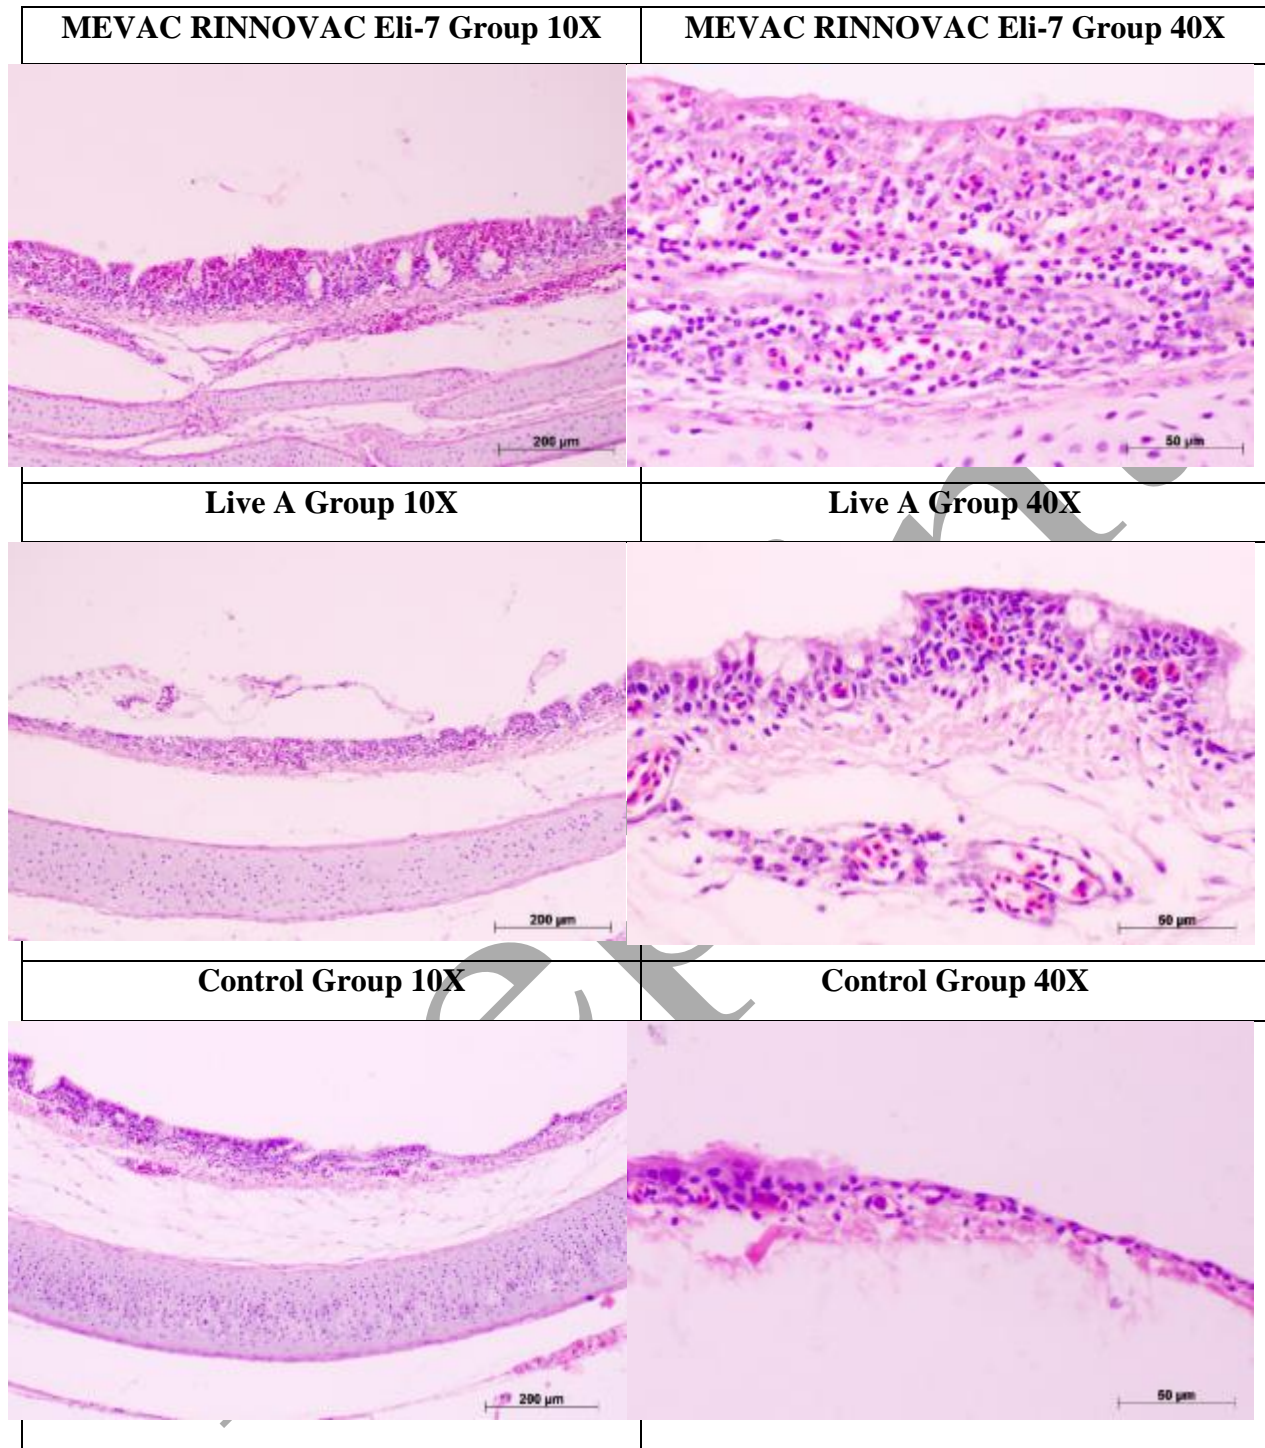 MEVAC RINNOVAC Eli-7 Group 10X
MEVAC RINNOVAC Eli-7 Group 40X
200 µm
50 µm
Live A Group 10X
Live A Group 40X
200 µm
50 µm
Control Group 10X
Control Group 40X
200 µm
50 µm